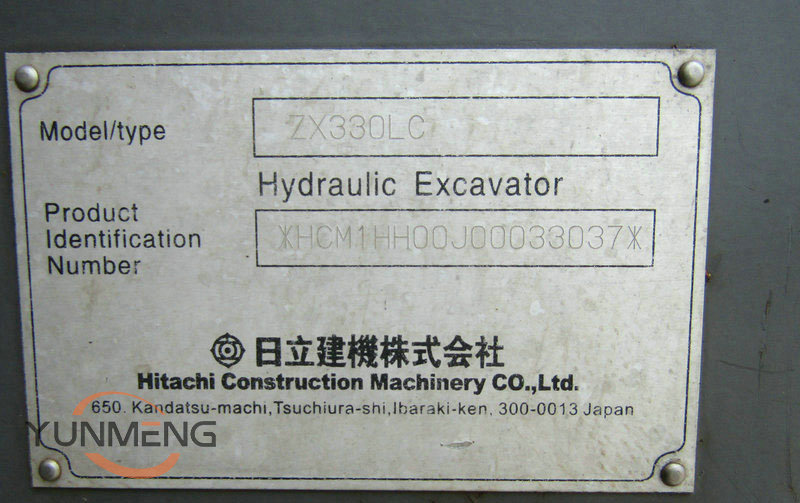 Model/type
ZX330LC
Hydraulic Excavator
Product
Identification
Number
*HCM1HH00J00033037*
日立建機株式会社
Hitachi Construction Machinery CO.,Ltd.
650. Kandatsu-machi,Tsuchiura-shi,Ibaraki-ken, 300-0013 Japan
YUNMENG